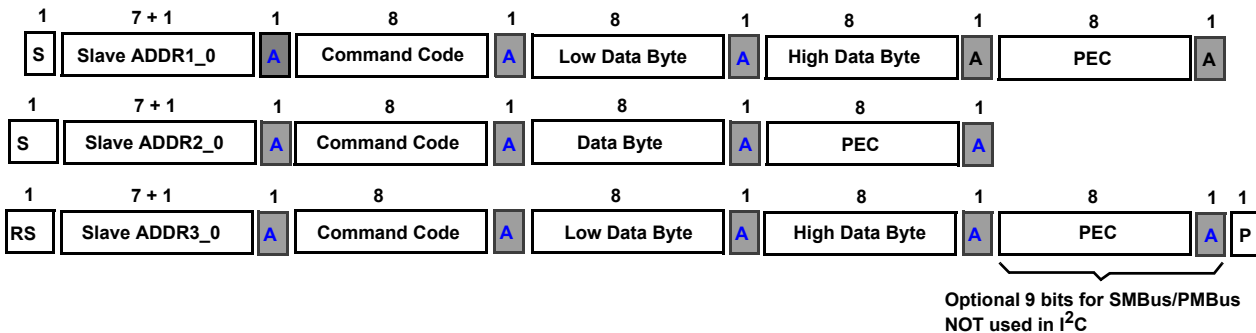 1 7 + 1 1 8 1 8 1 8 1 8 1
S Slave ADDR1_0 A Command Code A Low Data Byte A High Data Byte A PEC A
1 7 + 1 1 8 1 8 1 8 1
S Slave ADDR2_0 A Command Code A Data Byte A PEC A
1 7 + 1 1 8 1 8 1 8 1 8 1 1
RS Slave ADDR3_0 A Command Code A Low Data Byte A High Data Byte A PEC A P
Optional 9 bits for SMBus/PMBus
NOT used in I²C